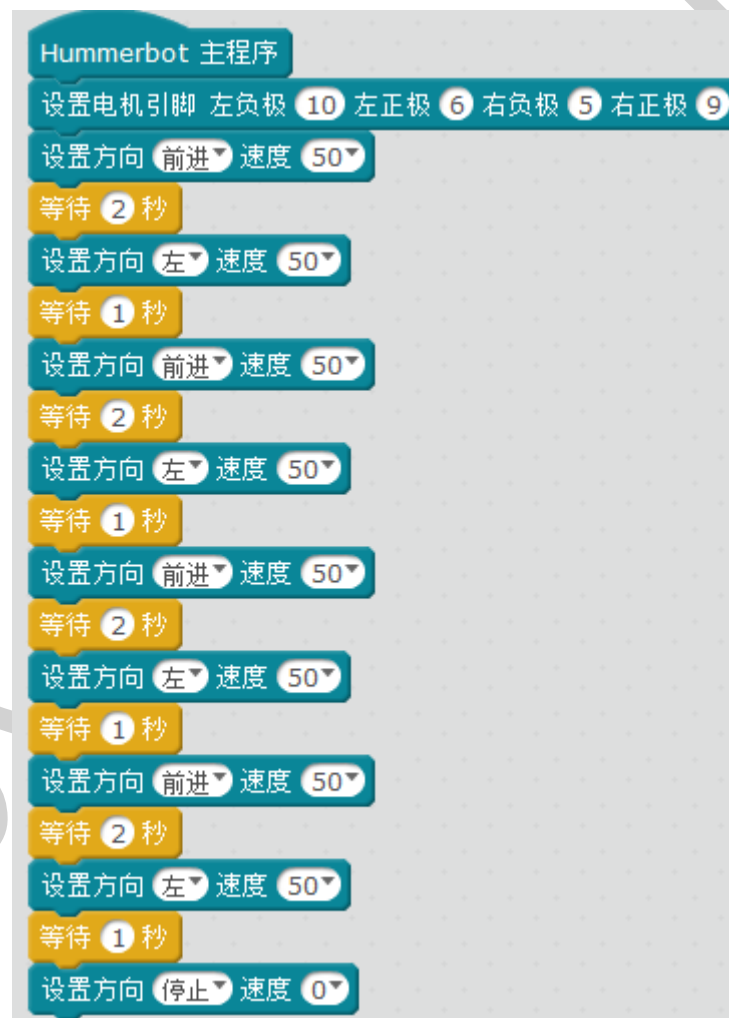 Hummerbot 主程序
设置电机引脚 左负极 10 左正极 6 右负极 5 右正极 9
设置方向 前进 速度 50
等待 2 秒
设置方向 左 速度 50
等待 1 秒
设置方向 前进 速度 50
等待 2 秒
设置方向 左 速度 50
等待 1 秒
设置方向 前进 速度 50
等待 2 秒
设置方向 左 速度 50
等待 1 秒
设置方向 前进 速度 50
等待 2 秒
设置方向 左 速度 50
等待 1 秒
设置方向 停止 速度 0